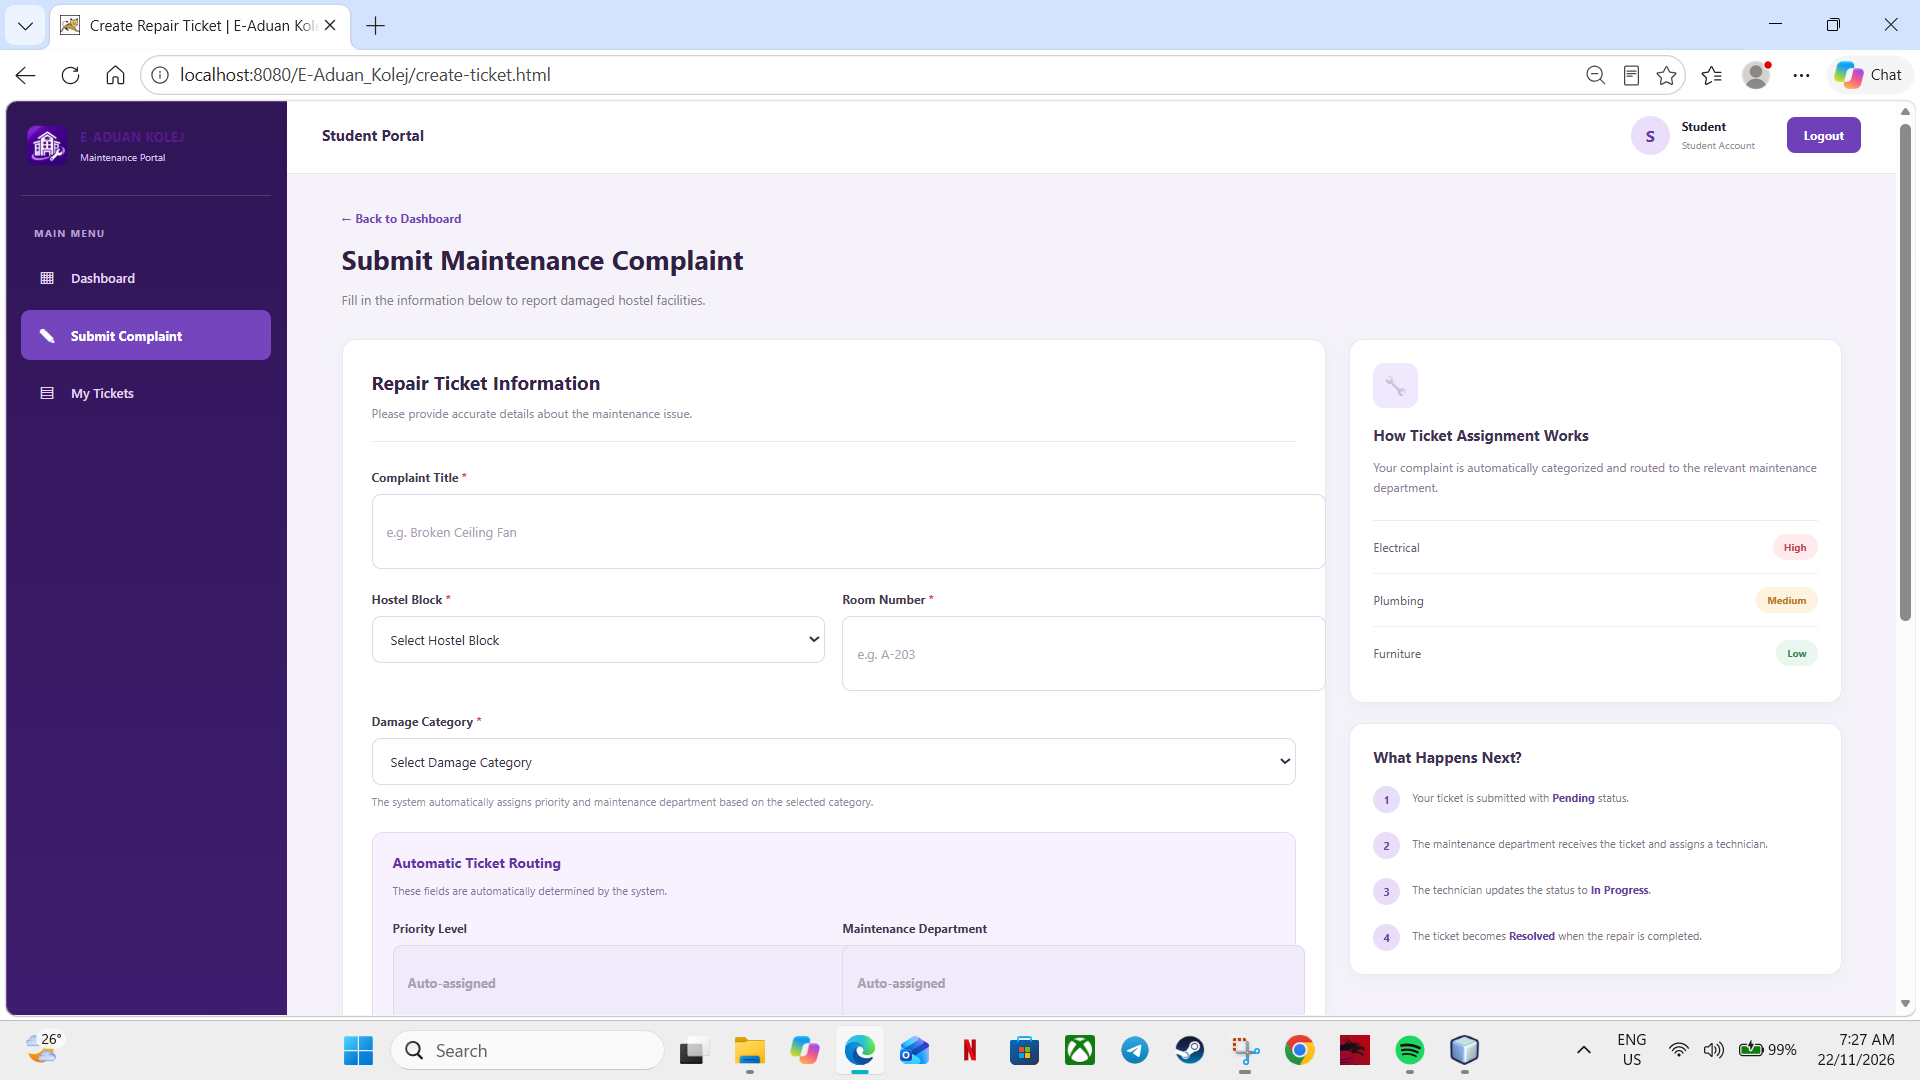 Create Repair Ticket | E-Aduan Kole
localhost:8080/E-Aduan_Kolej/create-ticket.html
Chat
E-ADUAN KOLEJ
Maintenance Portal
MAIN MENU
Dashboard
Submit Complaint
My Tickets
Student Portal
S
Student
Student Account
Logout
← Back to Dashboard
Submit Maintenance Complaint
Fill in the information below to report damaged hostel facilities.
Repair Ticket Information
Please provide accurate details about the maintenance issue.
Complaint Title *
e.g. Broken Ceiling Fan
Hostel Block *
Room Number *
Select Hostel Block
e.g. A-203
Damage Category *
Select Damage Category
The system automatically assigns priority and maintenance department based on the selected category.
Automatic Ticket Routing
These fields are automatically determined by the system.
Priority Level
Maintenance Department
Auto-assigned
Auto-assigned
How Ticket Assignment Works
Your complaint is automatically categorized and routed to the relevant maintenance
department.
Electrical
High
Plumbing
Medium
Furniture
Low
What Happens Next?
1 Your ticket is submitted with Pending status.
2 The maintenance department receives the ticket and assigns a technician.
3 The technician updates the status to In Progress.
4 The ticket becomes Resolved when the repair is completed.
26°
Search
ENG
US
99%
7:27 AM
22/11/2026